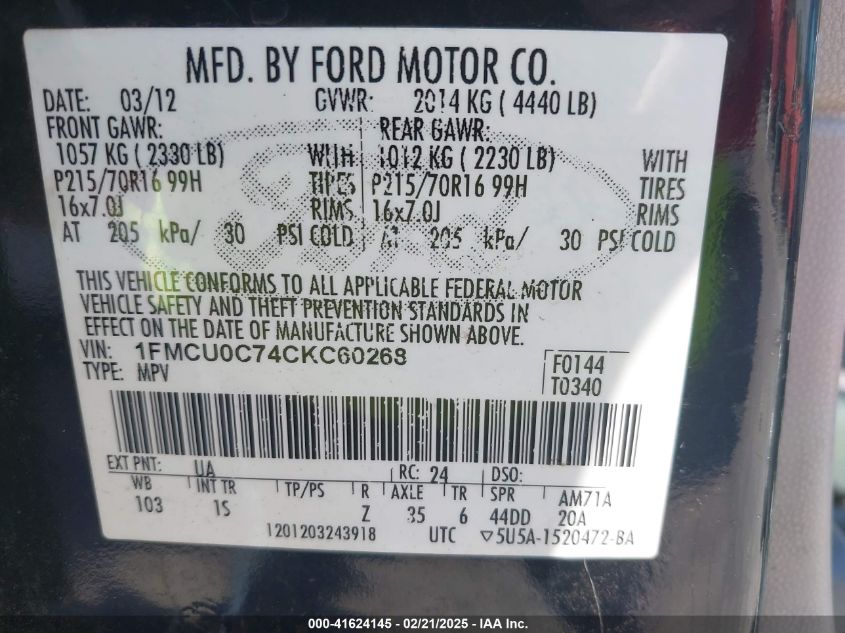 MFD. BY FORD MOTOR CO.
DATE: 03/12 GVWR: 2014 KG ( 4440 LB)
FRONT GAWR: REAR GAWR:
1057 KG ( 2330 LB) WITH 1012 KG ( 2230 LB) WITH
P215/70R16 99H TIRES P215/70R16 99H TIRES
16x7.0J RIMS 16x7.0J RIMS
AT 205 kPa/ 30 PSI COLD AT 205 kPa/ 30 PSI COLD
THIS VEHICLE CONFORMS TO ALL APPLICABLE FEDERAL MOTOR
VEHICLE SAFETY AND THEFT PREVENTION STANDARDS IN
EFFECT ON THE DATE OF MANUFACTURE SHOWN ABOVE.
VIN: 1FMCU0C74CKC60268 F0144
TYPE: MPV T0340
EXT PNT: UA RC: 24 DSO:
WB INT TR TP/PS R AXLE TR SPR AM71A
103 1S Z 35 6 44DD 20A
1201203243918 UTC ▽5U5A-1520472-BA
Ford
000-41624145 - 02/21/2025 - IAA Inc.